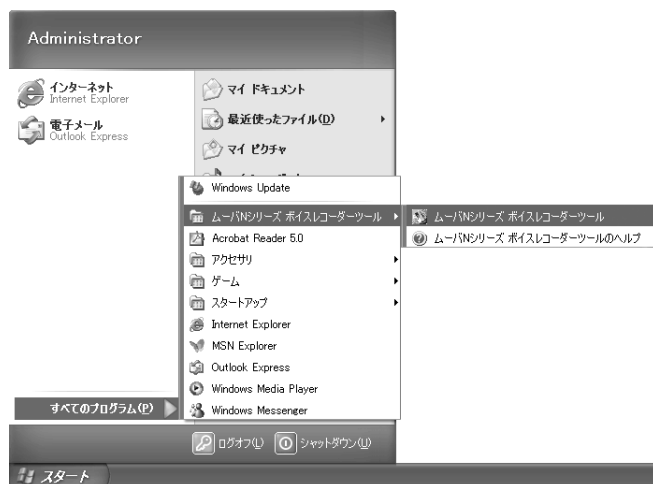 Administrator
インターネット
Internet Explorer
電子メール
Outlook Express
マイ ドキュメント
最近使ったファイル(D)
マイ ピクチャ
Windows Update
ムーバNシリーズ ボイスレコーダーツール
Acrobat Reader 5.0
アクセサリ
ゲーム
スタートアップ
Internet Explorer
MSN Explorer
Outlook Express
Windows Media Player
Windows Messenger
ムーバNシリーズ ボイスレコーダーツール
ムーバNシリーズ ボイスレコーダーツールのヘルプ
すべてのプログラム(P)
ログオフ(L)
シャットダウン(U)
スタート